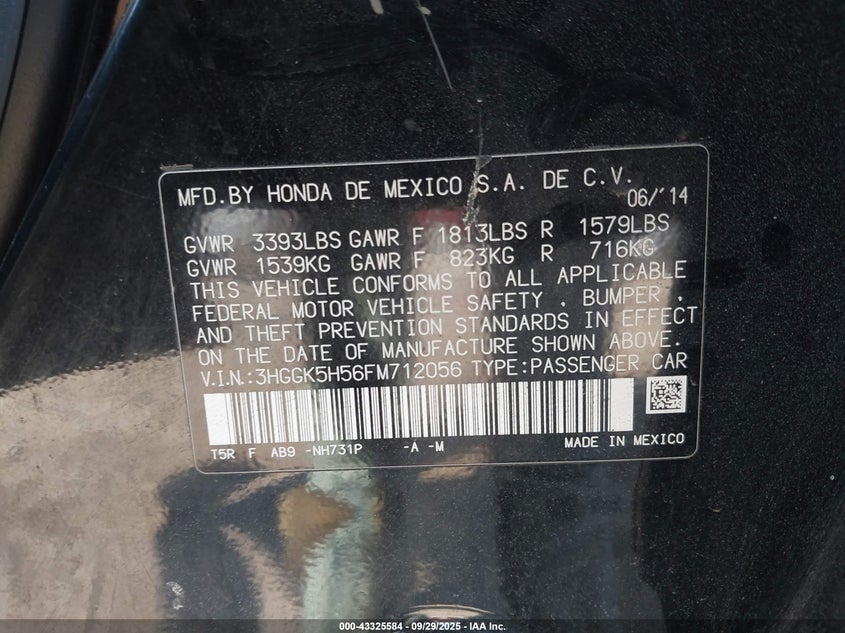 MFD.BY HONDA DE MEXICO S.A. DE C.V.
06/'14
GVWR 3393LBS GAWR F 1813LBS R 1579LBS
GVWR 1539KG GAWR F 823KG R 716KG
THIS VEHICLE CONFORMS TO ALL APPLICABLE
FEDERAL MOTOR VEHICLE SAFETY , BUMPER ,
AND THEFT PREVENTION STANDARDS IN EFFECT
ON THE DATE OF MANUFACTURE SHOWN ABOVE.
V.I.N.:3HGGK5H56FM712056 TYPE:PASSENGER CAR
T5R F AB9 -NH731P -A -M MADE IN MEXICO
000-43325584 - 09/29/2025 - IAA Inc.